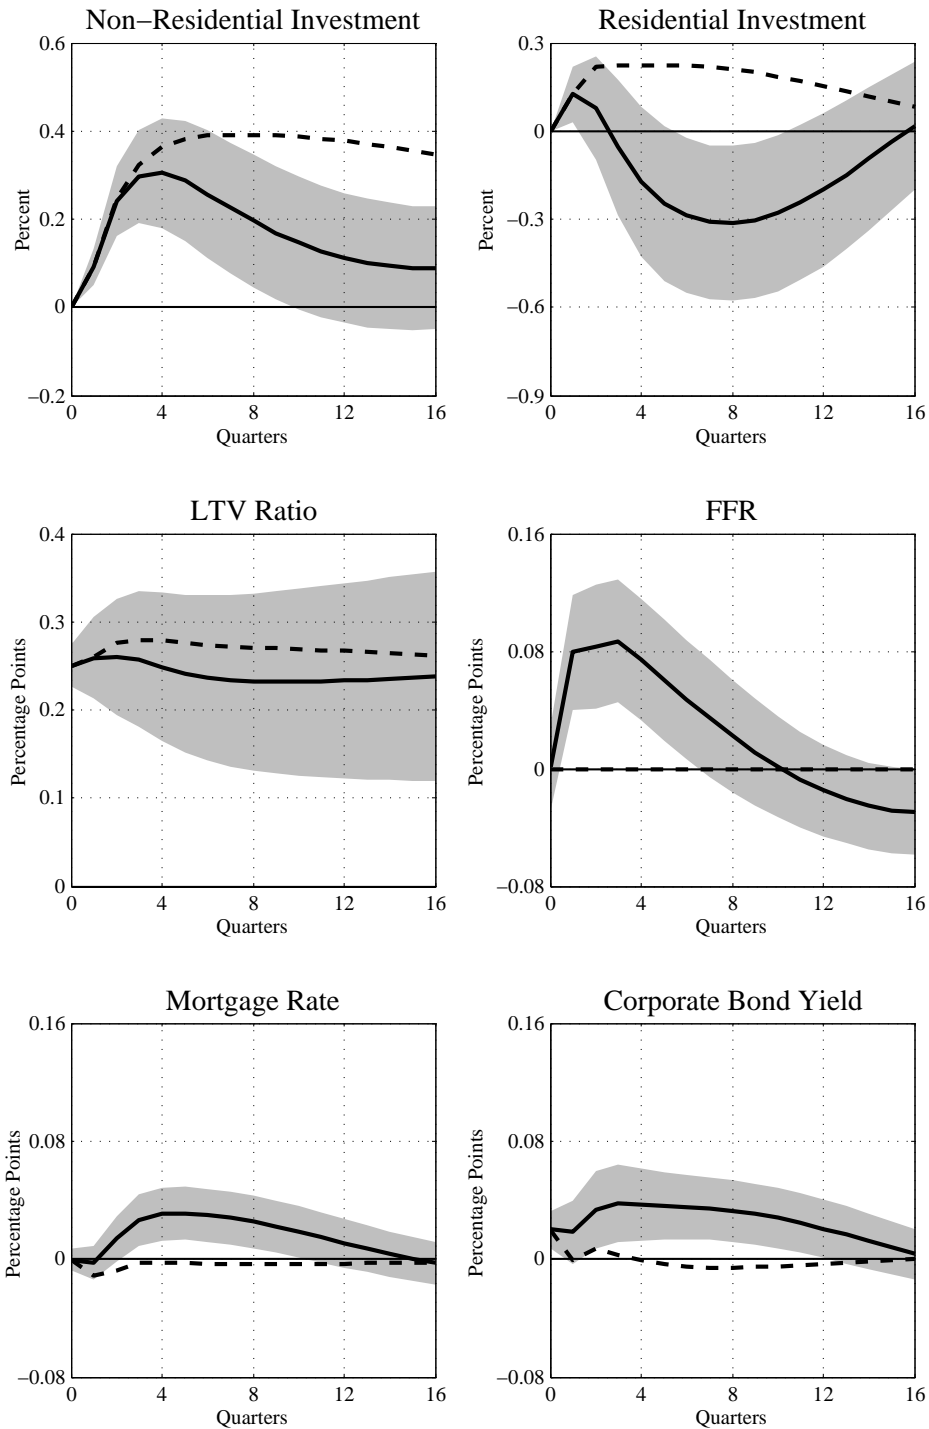 Non−Residential Investment
0.6
0.4
0.2
0
−0.2
Percent
0 4 8 12 16
Quarters
Residential Investment
0.3
0
−0.3
−0.6
−0.9
Percent
0 4 8 12 16
Quarters
LTV Ratio
0.4
0.3
0.2
0.1
0
Percentage Points
0 4 8 12 16
Quarters
FFR
0.16
0.08
0
−0.08
Percentage Points
0 4 8 12 16
Quarters
Mortgage Rate
0.16
0.08
0
−0.08
Percentage Points
0 4 8 12 16
Quarters
Corporate Bond Yield
0.16
0.08
0
−0.08
Percentage Points
0 4 8 12 16
Quarters